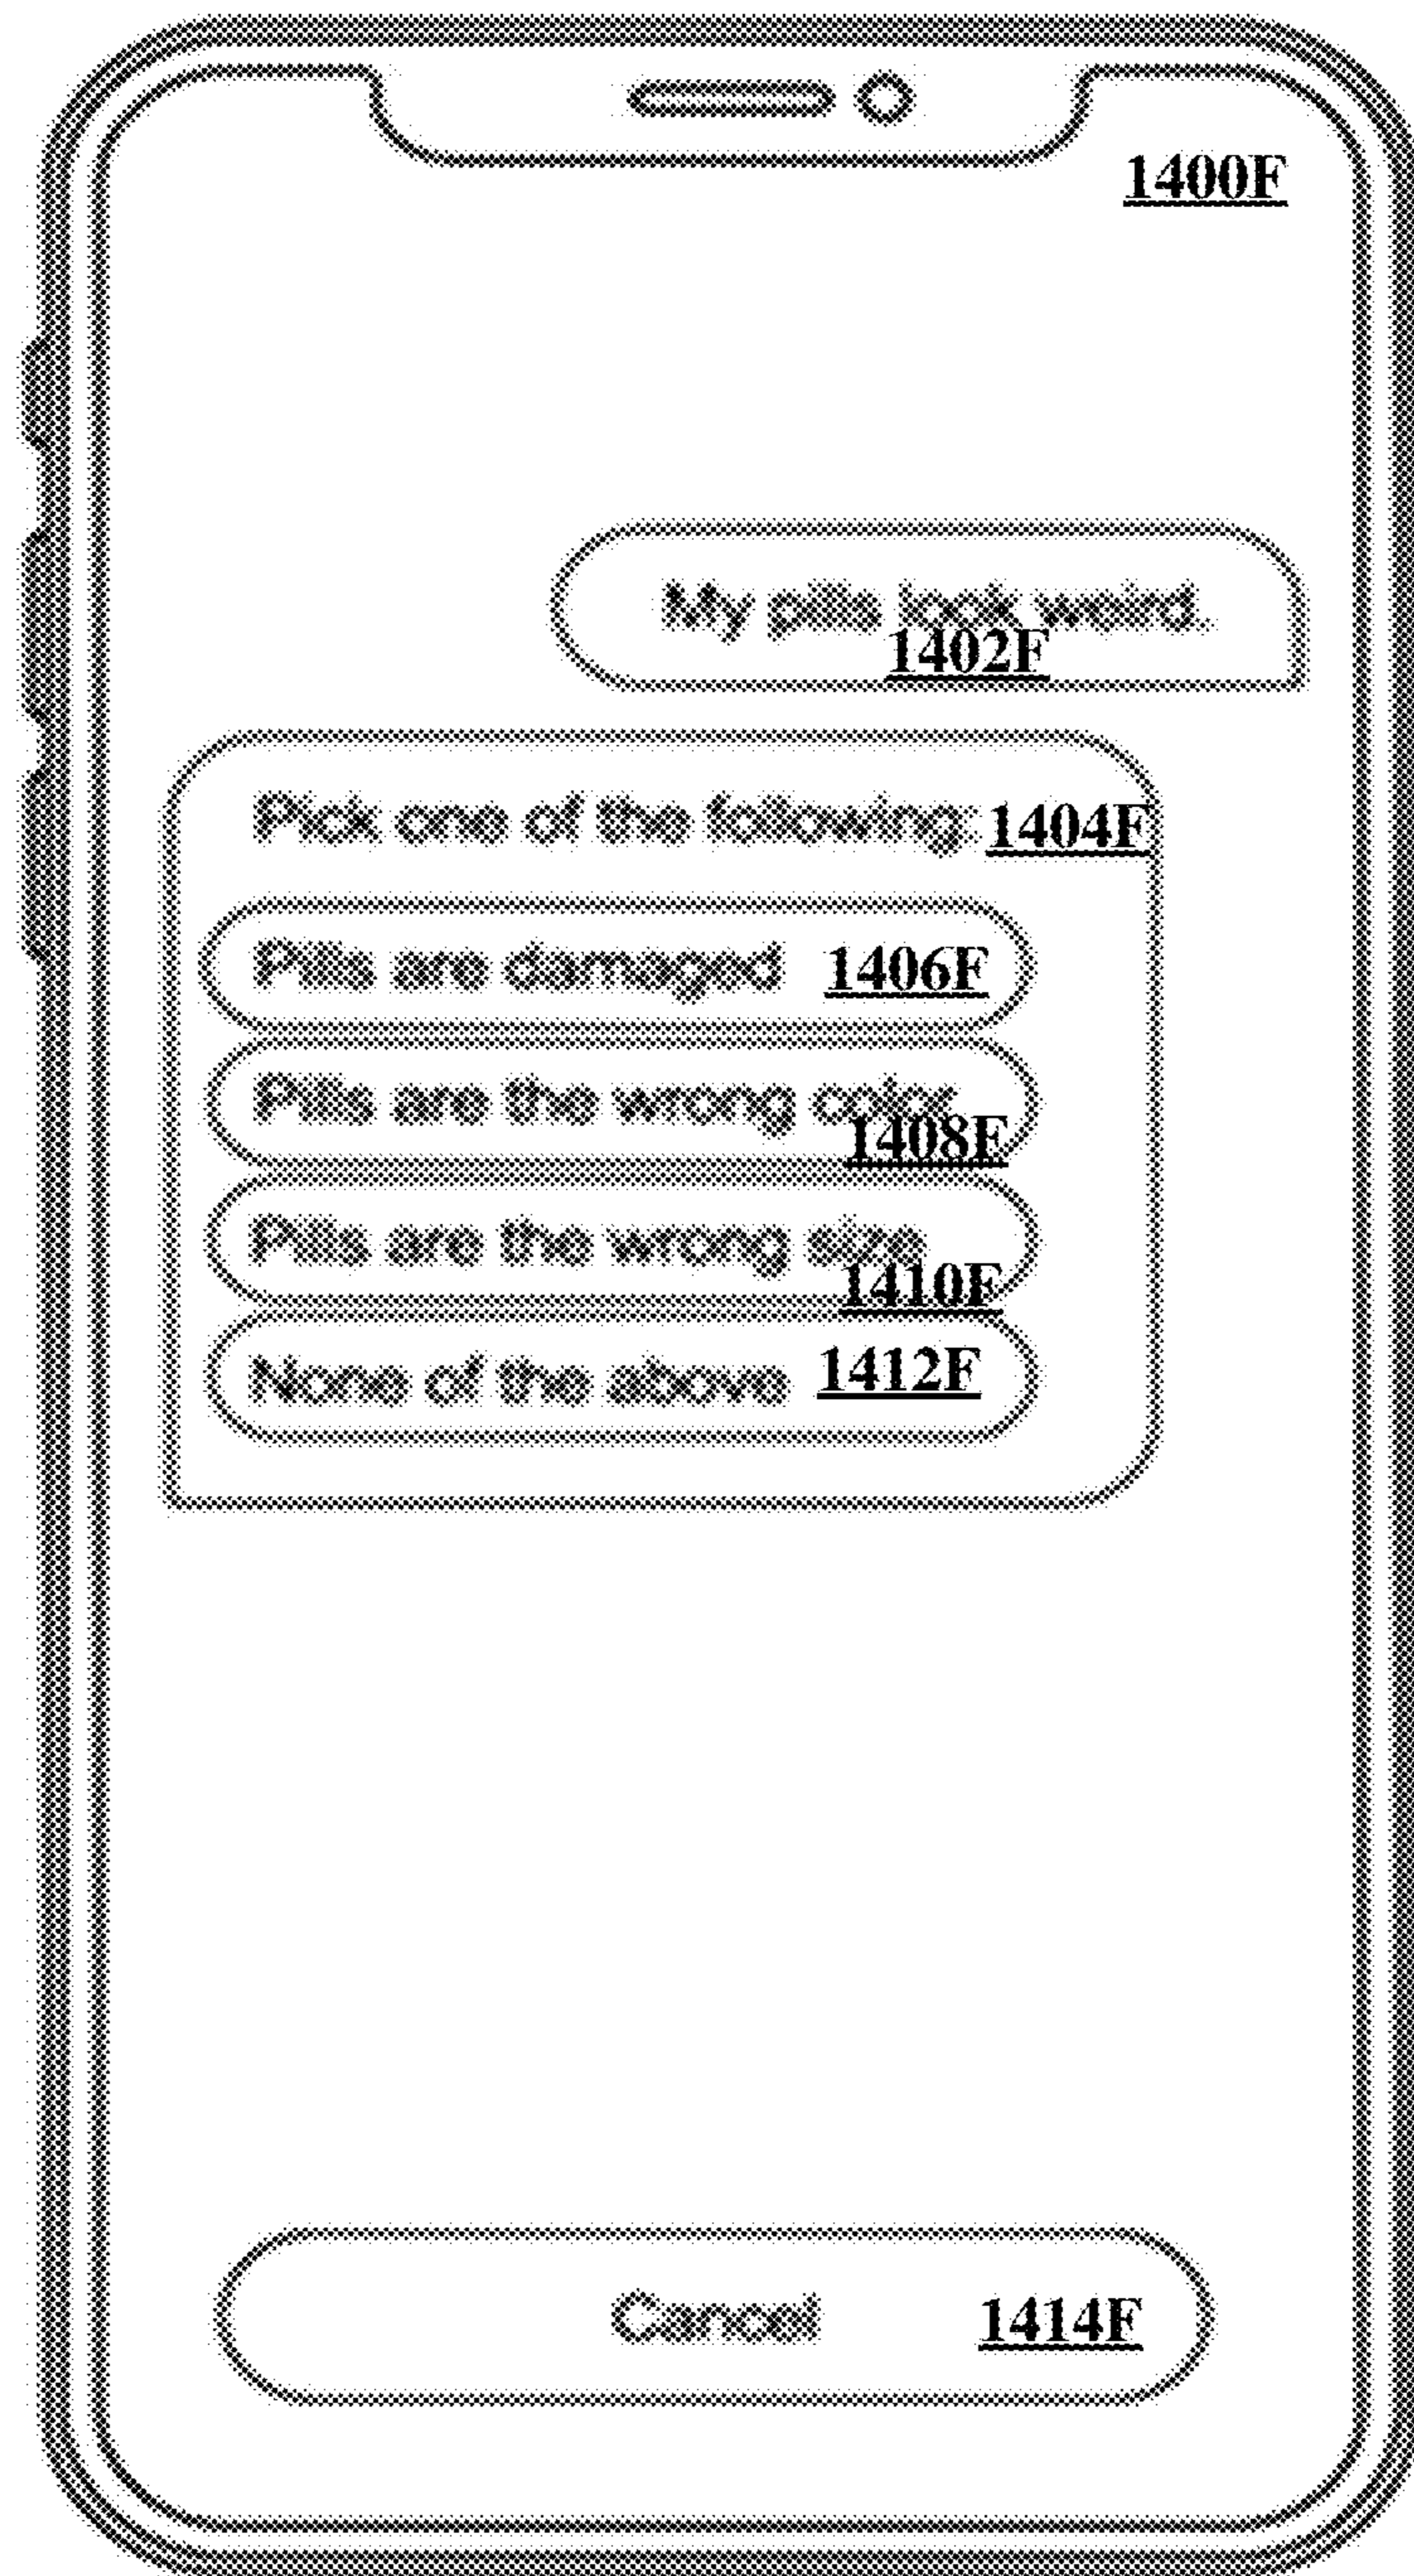 1400F
My pills look weird.
1402F
Pick one of the following: 1404F
Pills are damaged 1406F
Pills are the wrong color
1408F
Pills are the wrong size
1410F
None of the above 1412F
Cancel 1414F